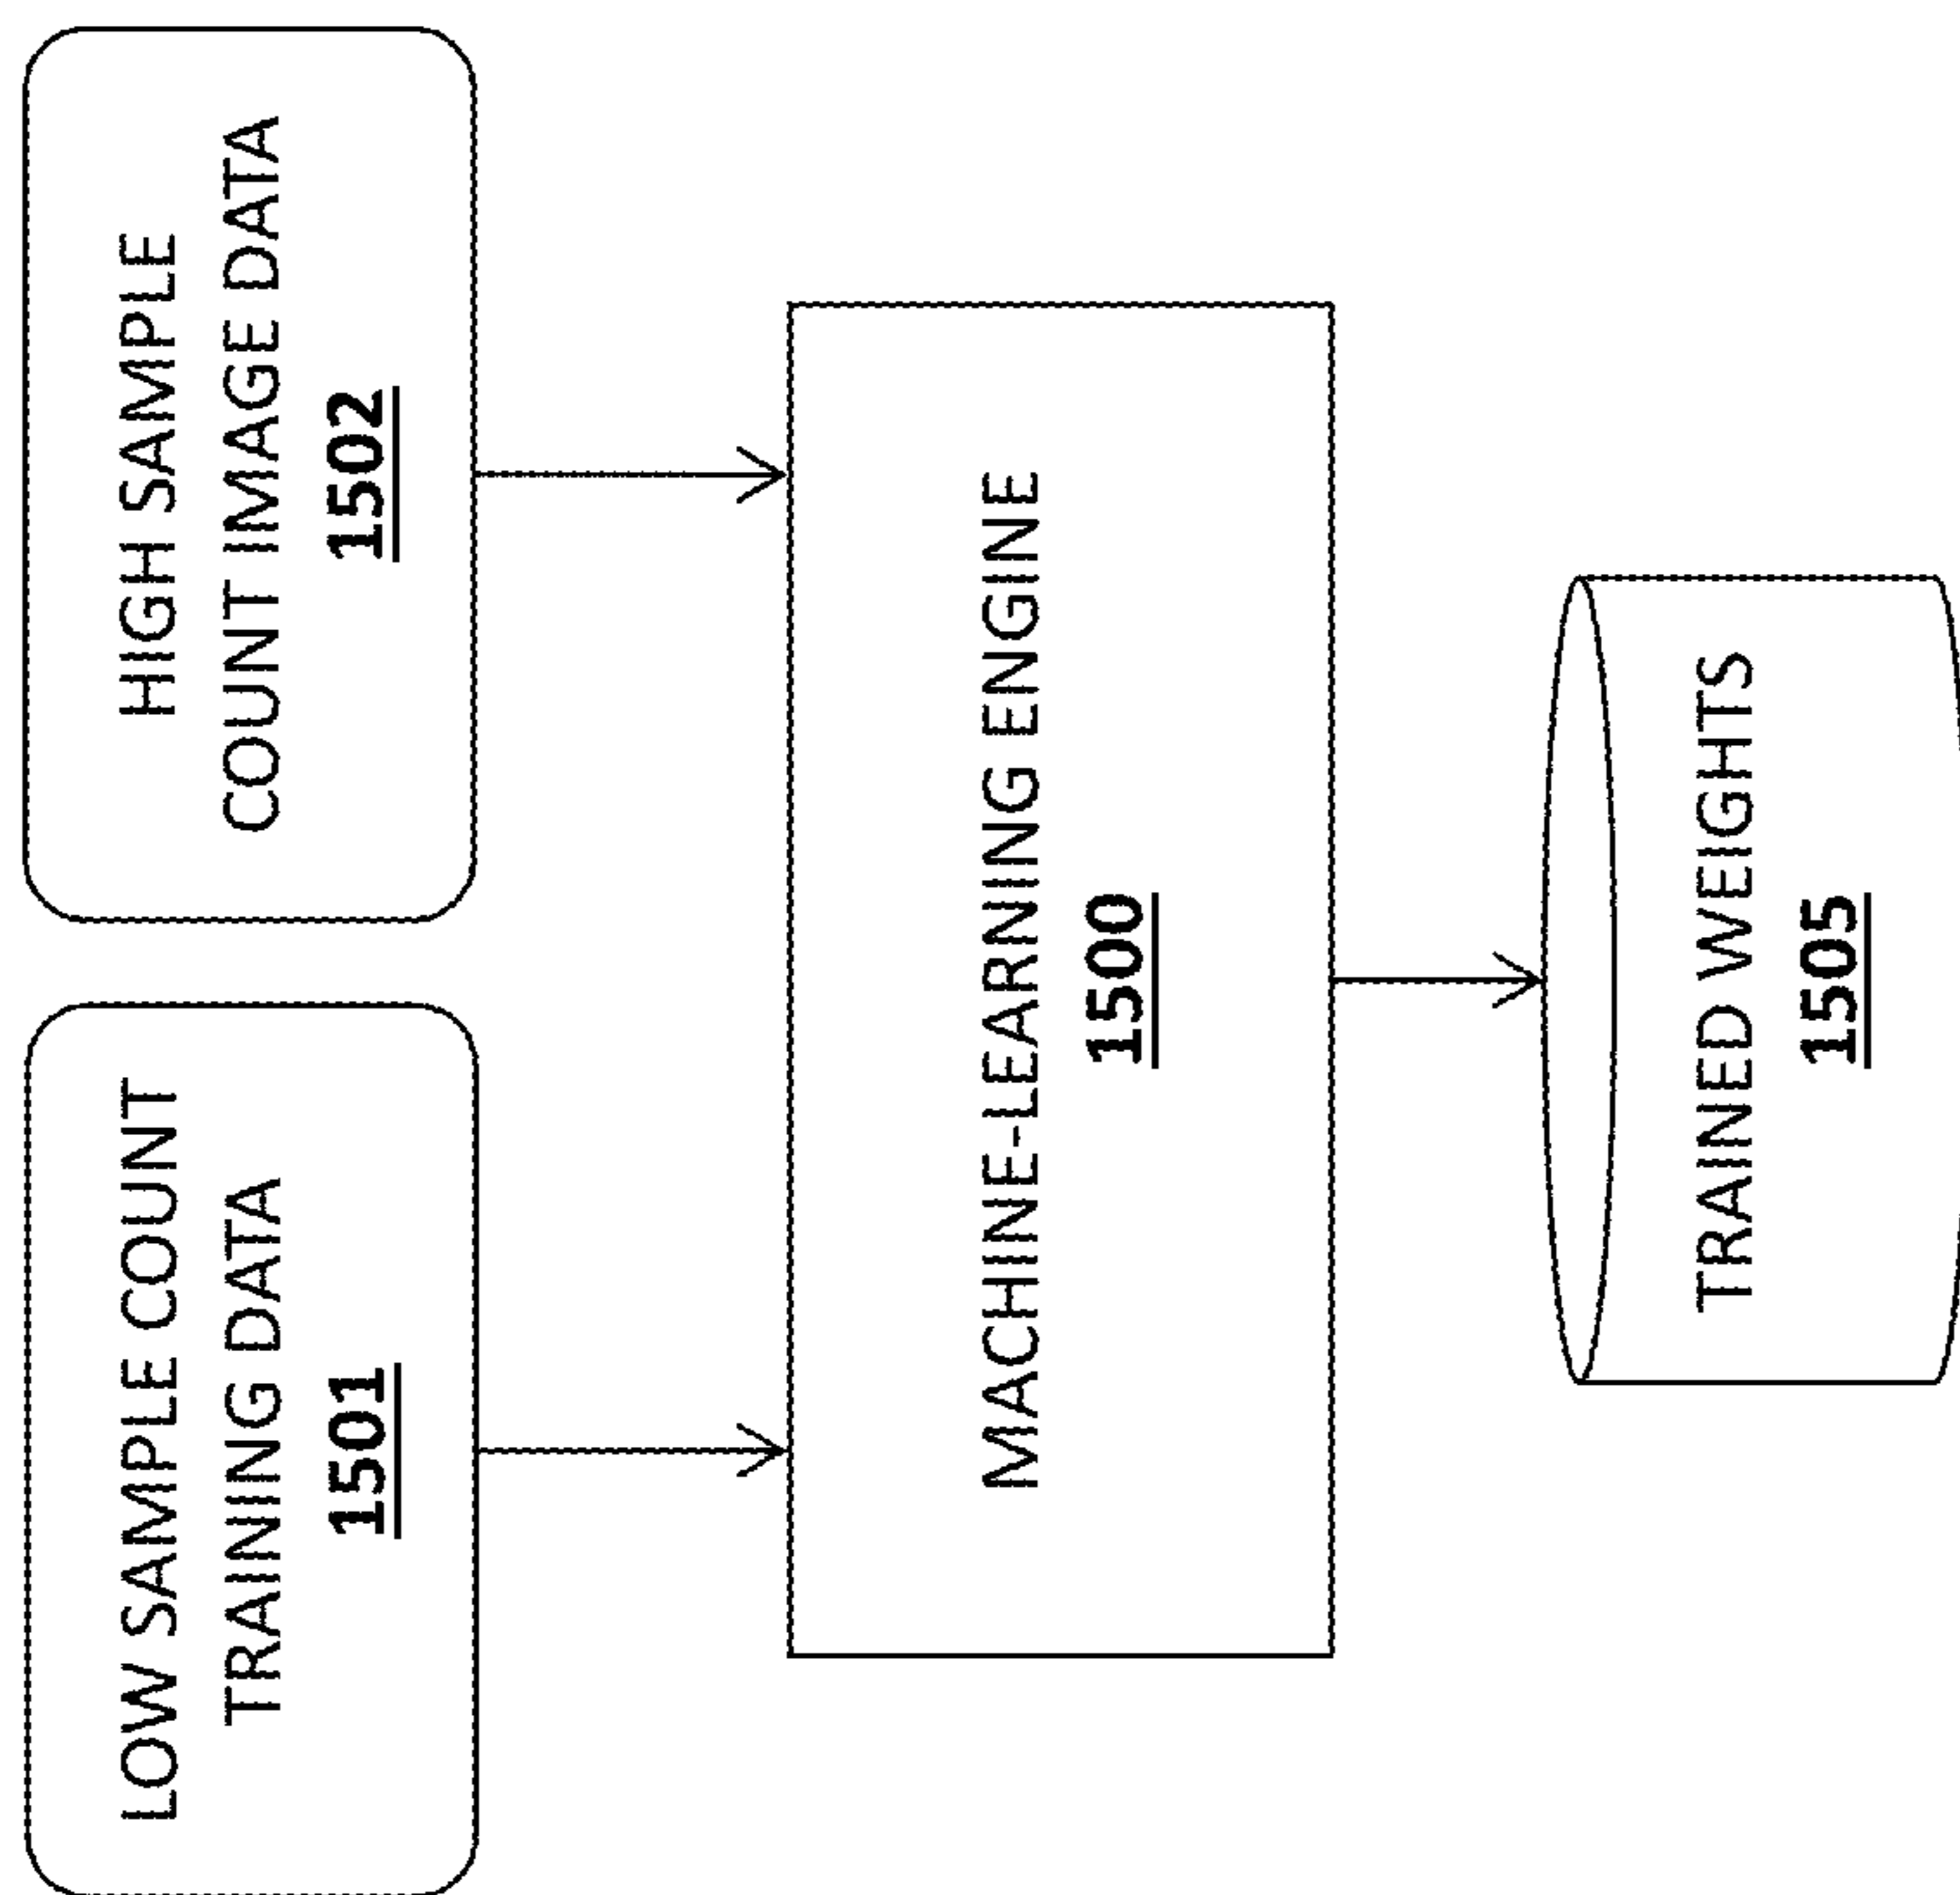 LOW SAMPLE COUNT
TRAINING DATA
1501
HIGH SAMPLE
COUNT IMAGE DATA
1502
MACHINE-LEARNING ENGINE
1500
TRAINED WEIGHTS
1505